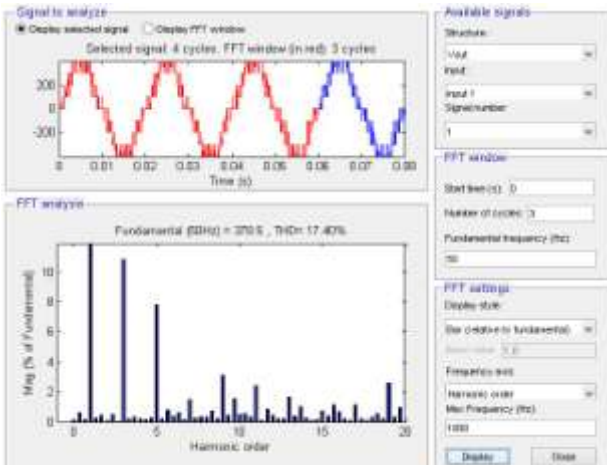 Signal to analyze
Display selected signal Display FFT window
Selected signal: 4 cycles. FFT window (in red): 3 cycles
200
0
-200
0 0.01 0.02 0.03 0.04 0.05 0.06 0.07 0.08
Time (s)
FFT analysis
Fundamental (50Hz) = 378.5 , THD= 17.40%
Mag (% of Fundamental)
10
8
6
4
2
0
0 5 10 15 20
Harmonic order
Available signals
Structure :
Vout
Input :
input 1
Signal number:
1
FFT window
Start time (s): 0
Number of cycles: 3
Fundamental frequency (Hz):
50
FFT settings
Display style :
Bar (relative to fundamental)
Base value: 1.0
Frequency axis:
Harmonic order
Max Frequency (Hz):
1000
Display Close